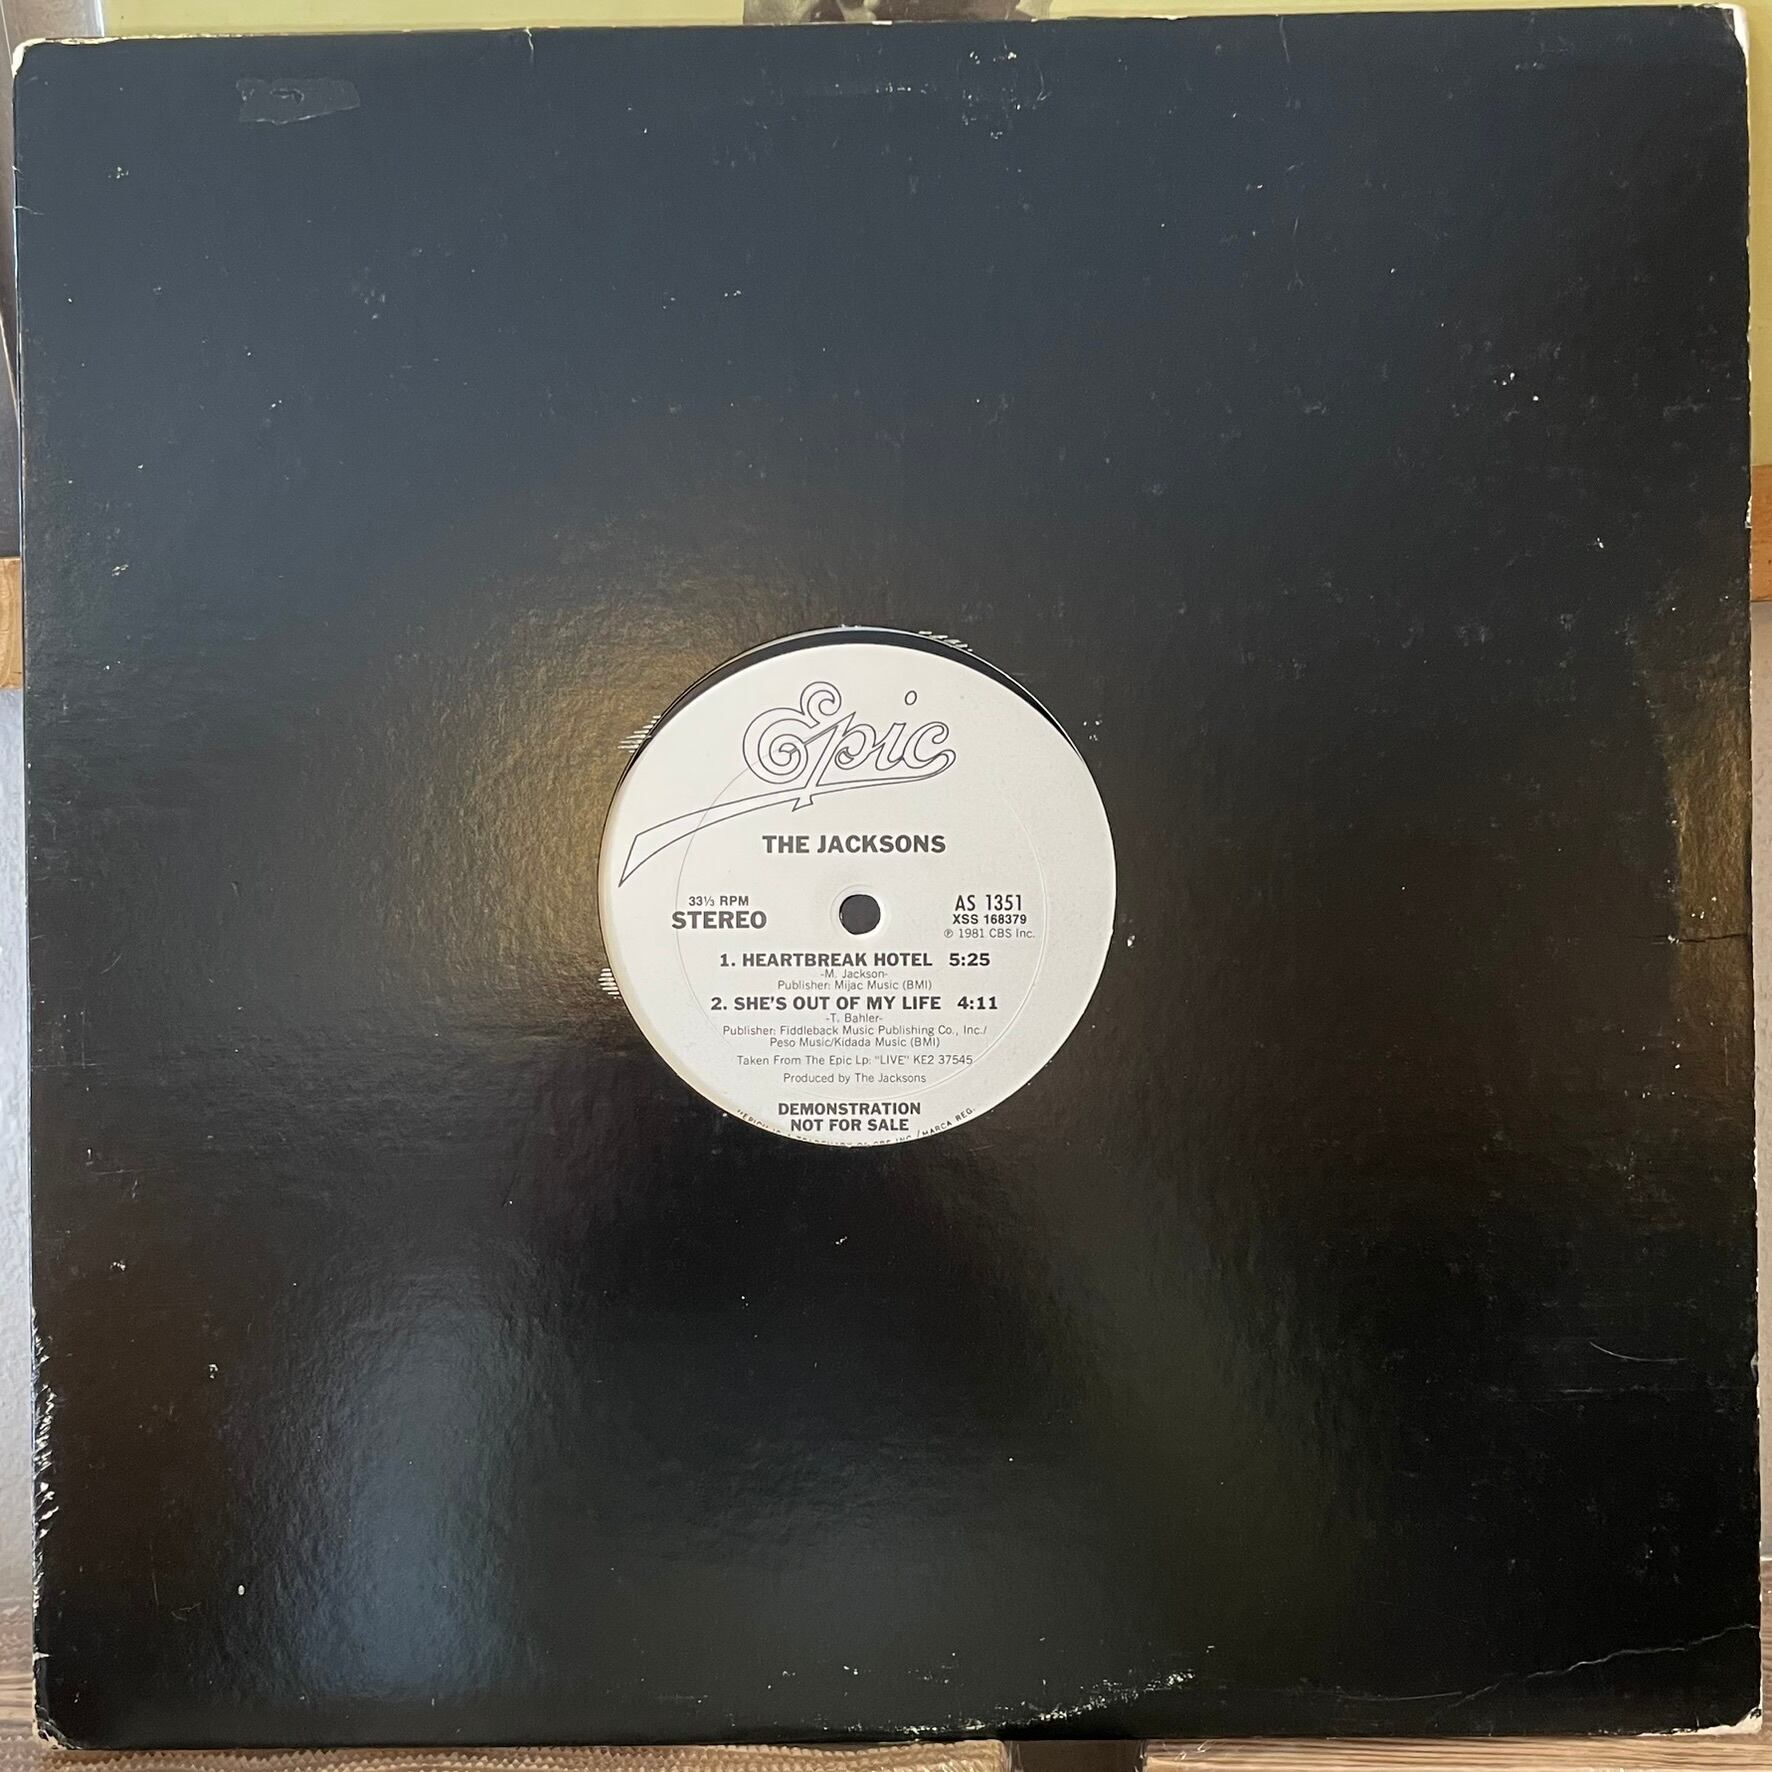 Epic
THE JACKSONS
33⅓ RPM
STEREO
AS 1351
XSS 168379
℗ 1981 CBS Inc.
1. HEARTBREAK HOTEL 5:25
-M. Jackson-
Publisher: Mijac Music (BMI)
2. SHE'S OUT OF MY LIFE 4:11
-T. Bahler-
Publisher: Fiddleback Music Publishing Co., Inc./
Peso Music/Kidada Music (BMI)
Taken From The Epic Lp: "LIVE" KE2 37545
Produced by The Jacksons
DEMONSTRATION
NOT FOR SALE
/MARCA REG.